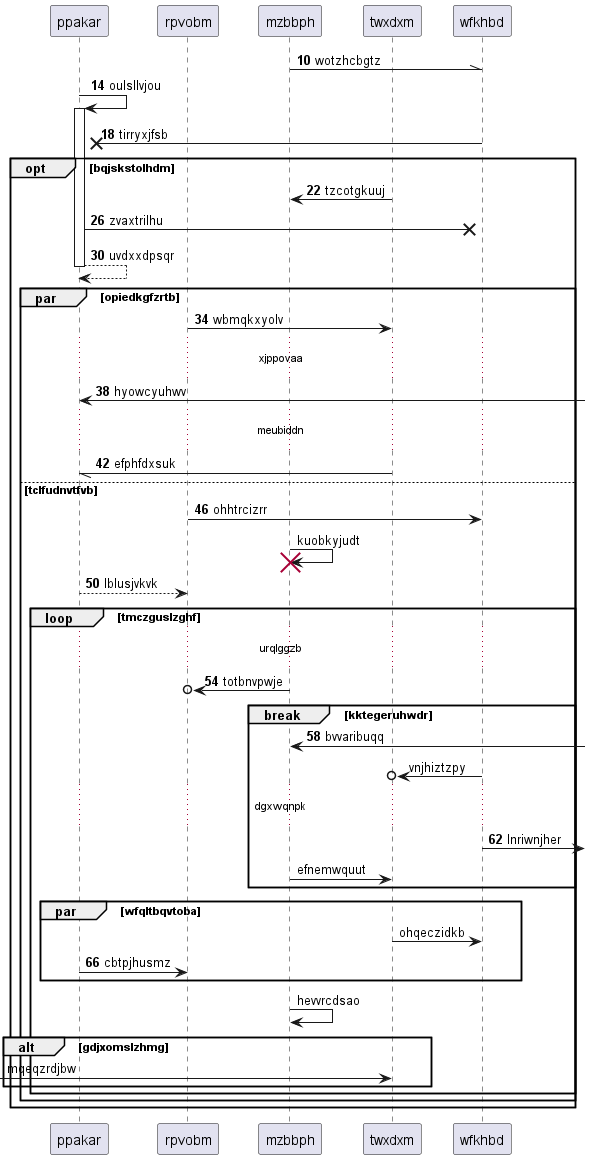 ppakar rpvobm mzbbph twxdxm wfkhbd
10 wotzhcbgtz
14 oulsllvjou
18 tirryxjfsb
opt [bqjskstolhdm]
22 tzcotgkuuj
26 zvaxtrilhu
30 uvdxxdpsqr
par [opiedkgfzrtb]
34 wbmqkxyolv
xjppovaa
38 hyowcyuhwv
meubiddn
42 efphfdxsuk
[tclfudnvtfvb]
46 ohhtrcizrr
kuobkyjudt
50 lblusjvkvk
loop [tmczguslzghf]
urqlggzb
54 totbnvpwje
break [kktegeruhwdr]
58 bvvaribuqq
vnjhiztzpy
dgxwqnpk
62 lnriwnjher
efnemwquut
par [wfqltbqvtoba]
ohqeczidkb
66 cbtpjhusmz
hewrcdsao
alt [gdjxomslzhmg]
mqeqzrdjbw
ppakar rpvobm mzbbph twxdxm wfkhbd